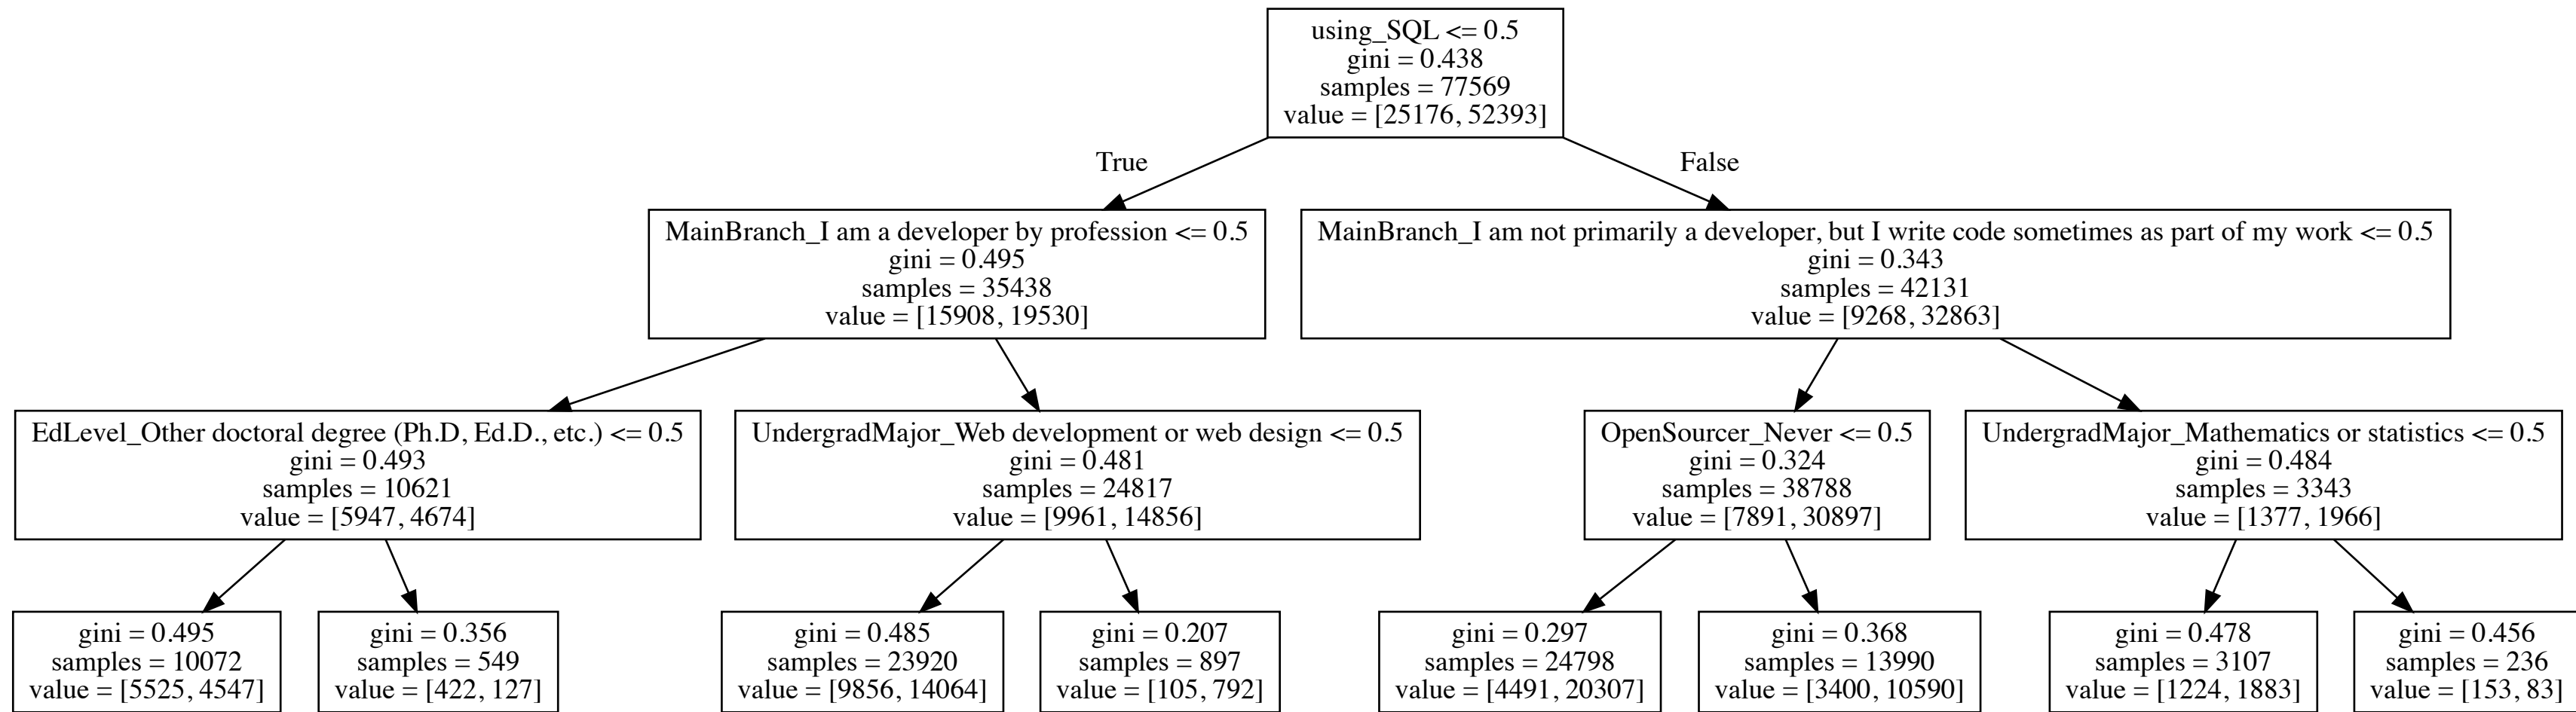 using_SQL <= 0.5
gini = 0.438
samples = 77569
value = [25176, 52393]
True
False
MainBranch_I am a developer by profession <= 0.5
gini = 0.495
samples = 35438
value = [15908, 19530]
MainBranch_I am not primarily a developer, but I write code sometimes as part of my work <= 0.5
gini = 0.343
samples = 42131
value = [9268, 32863]
EdLevel_Other doctoral degree (Ph.D, Ed.D., etc.) <= 0.5
gini = 0.493
samples = 10621
value = [5947, 4674]
UndergradMajor_Web development or web design <= 0.5
gini = 0.481
samples = 24817
value = [9961, 14856]
OpenSourcer_Never <= 0.5
gini = 0.324
samples = 38788
value = [7891, 30897]
UndergradMajor_Mathematics or statistics <= 0.5
gini = 0.484
samples = 3343
value = [1377, 1966]
gini = 0.495
samples = 10072
value = [5525, 4547]
gini = 0.356
samples = 549
value = [422, 127]
gini = 0.485
samples = 23920
value = [9856, 14064]
gini = 0.207
samples = 897
value = [105, 792]
gini = 0.297
samples = 24798
value = [4491, 20307]
gini = 0.368
samples = 13990
value = [3400, 10590]
gini = 0.478
samples = 3107
value = [1224, 1883]
gini = 0.456
samples = 236
value = [153, 83]